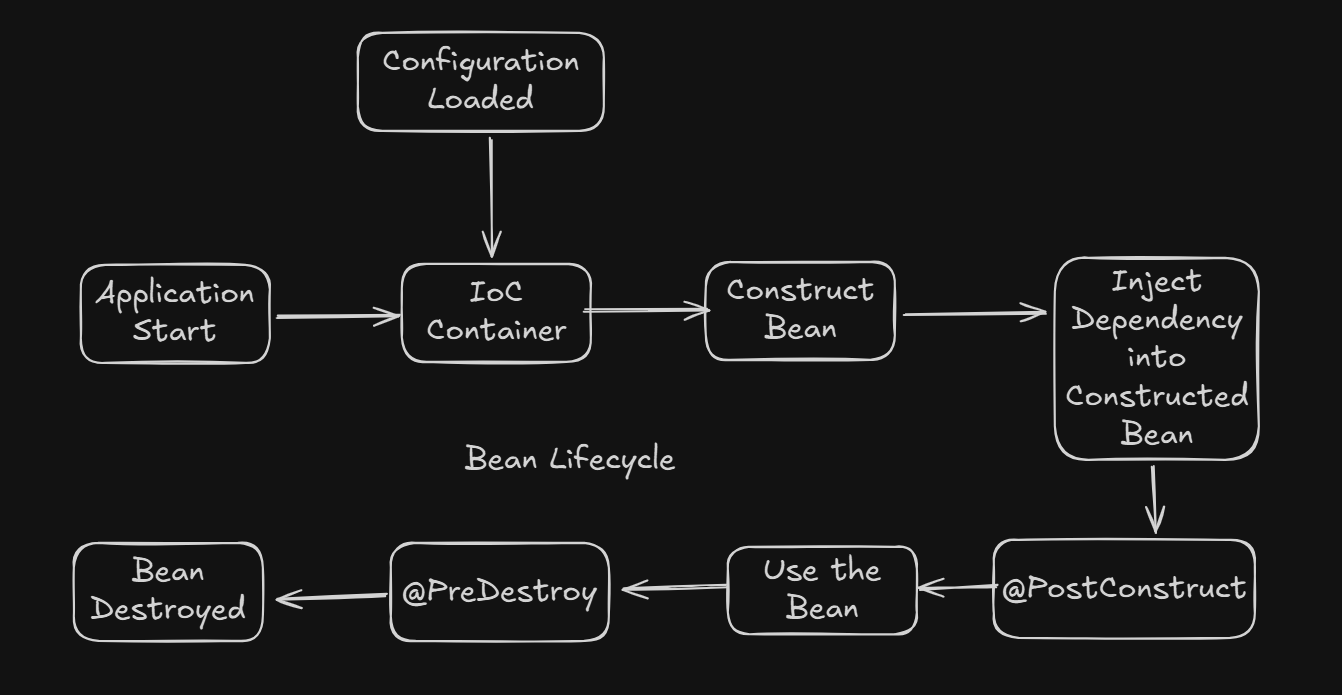 Configuration
Loaded
Application
Start
IoC
Container
Construct
Bean
Inject
Dependency
into
Constructed
Bean
Bean Lifecycle
Bean
Destroyed
@PreDestroy
Use the
Bean
@PostConstruct